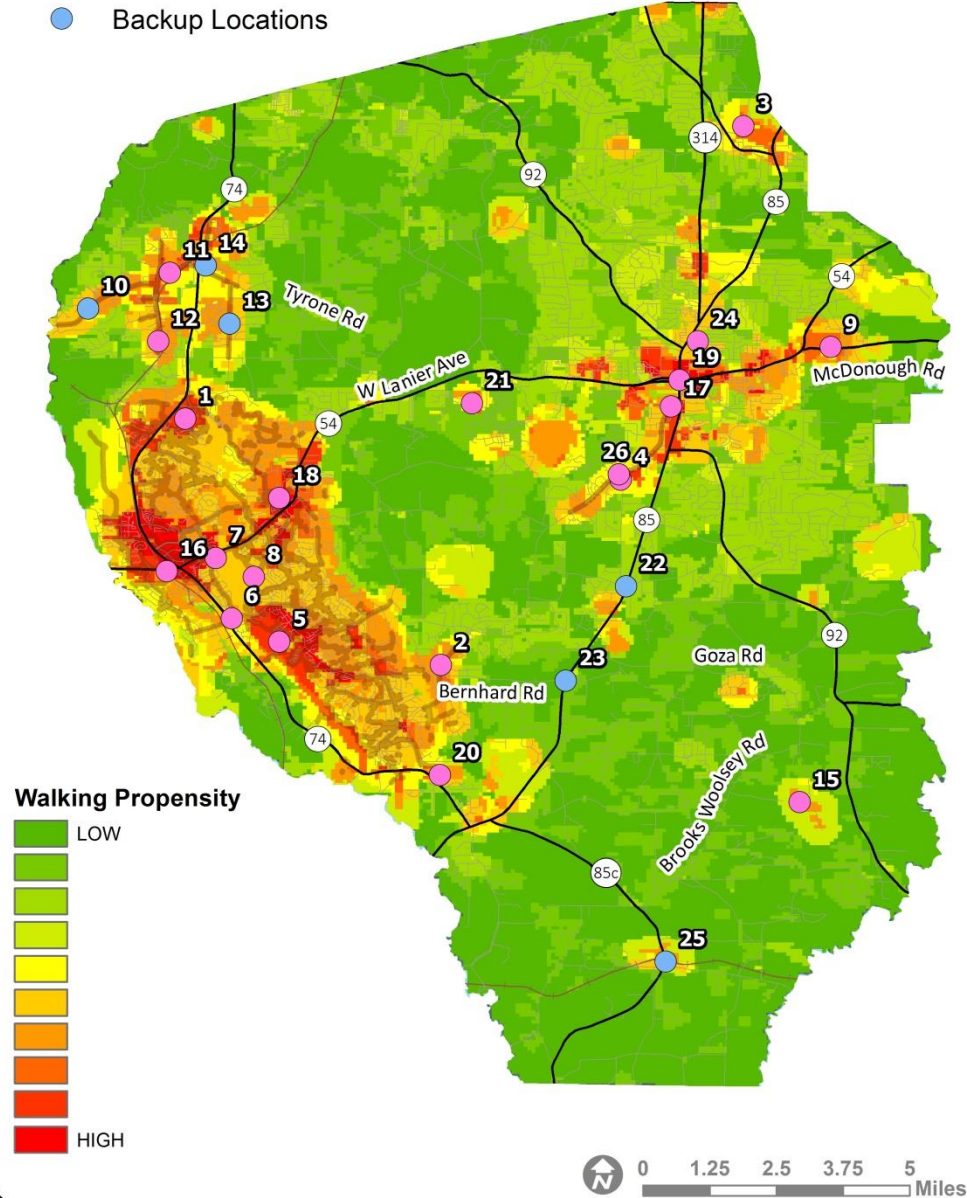 Backup Locations
3
314
92
74
85
11
14
54
10
13
Tyrone Rd
24
9
12
19
W Lanier Ave
McDonough Rd
21
17
1
54
26
4
18
85
7
16
8
22
6
5
92
2
23
Goza Rd
Bernhard Rd
74
20
Brooks Woolsey Rd
15
Walking Propensity
LOW
85c
25
HIGH
0 1.25 2.5 3.75 5
Miles